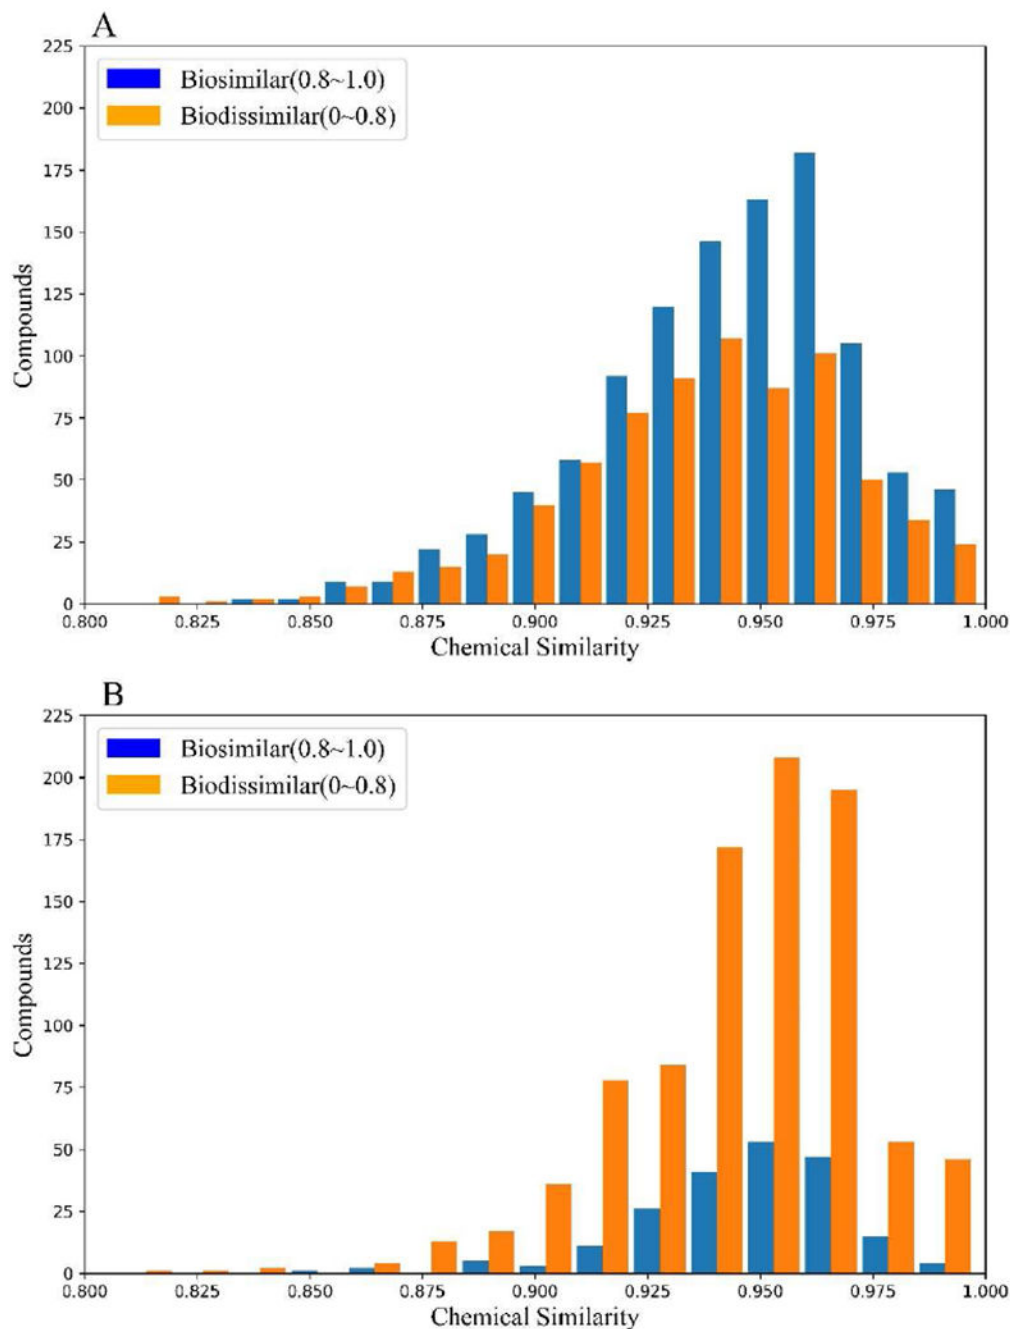 A
225
200
175
150
125
100
75
50
25
0
Biosimilar(0.8~1.0)
Biodissimilar(0~0.8)
Compounds
0.800 0.825 0.850 0.875 0.900 0.925 0.950 0.975 1.000
Chemical Similarity
B
225
200
175
150
125
100
75
50
25
0
Biosimilar(0.8~1.0)
Biodissimilar(0~0.8)
Compounds
0.800 0.825 0.850 0.875 0.900 0.925 0.950 0.975 1.000
Chemical Similarity